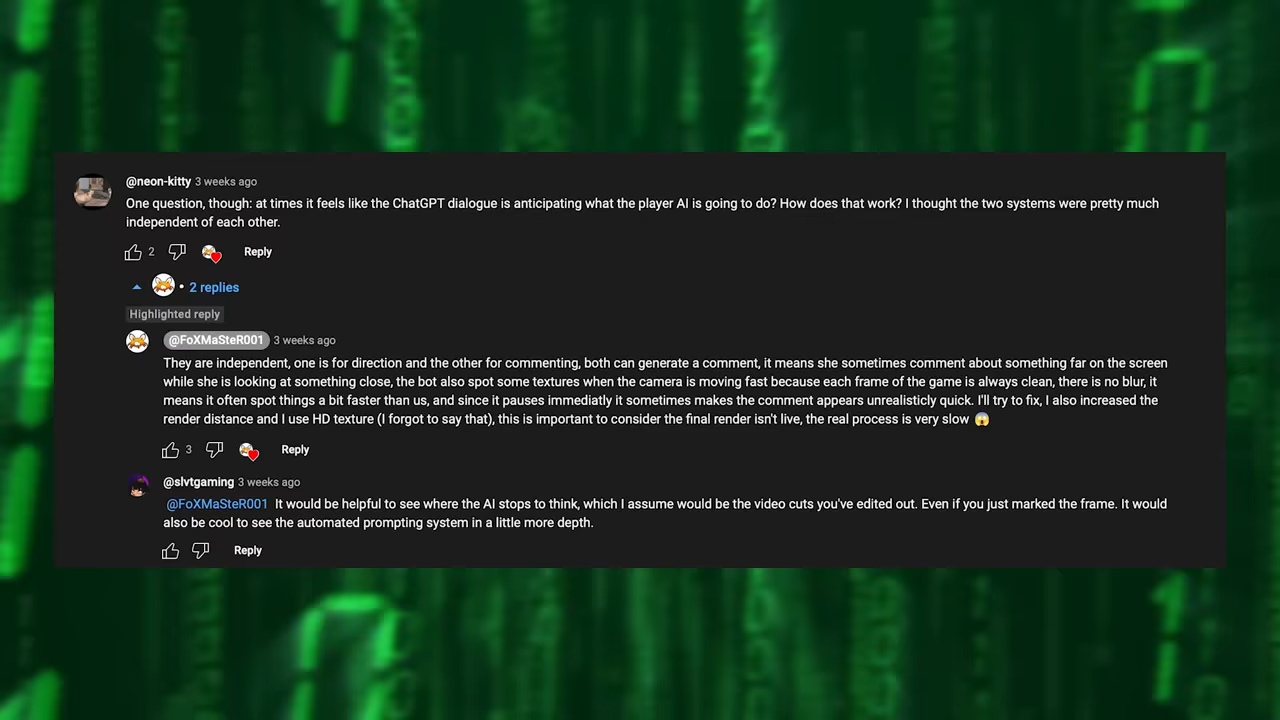 @neon-kitty 3 weeks ago
One question, though: at times it feels like the ChatGPT dialogue is anticipating what the player AI is going to do? How does that work? I thought the two systems were pretty much
independent of each other.
2 Reply
• 2 replies
Highlighted reply
@FoXMaSteR001 3 weeks ago
They are independent, one is for direction and the other for commenting, both can generate a comment, it means she sometimes comment about something far on the screen
while she is looking at something close, the bot also spot some textures when the camera is moving fast because each frame of the game is always clean, there is no blur, it
means it often spot things a bit faster than us, and since it pauses immediatly it sometimes makes the comment appears unrealisticly quick. I'll try to fix, I also increased the
render distance and I use HD texture (I forgot to say that), this is important to consider the final render isn't live, the real process is very slow 😱
3 Reply
@slvtgaming 3 weeks ago
@FoXMaSteR001 It would be helpful to see where the AI stops to think, which I assume would be the video cuts you've edited out. Even if you just marked the frame. It would
also be cool to see the automated prompting system in a little more depth.
Reply